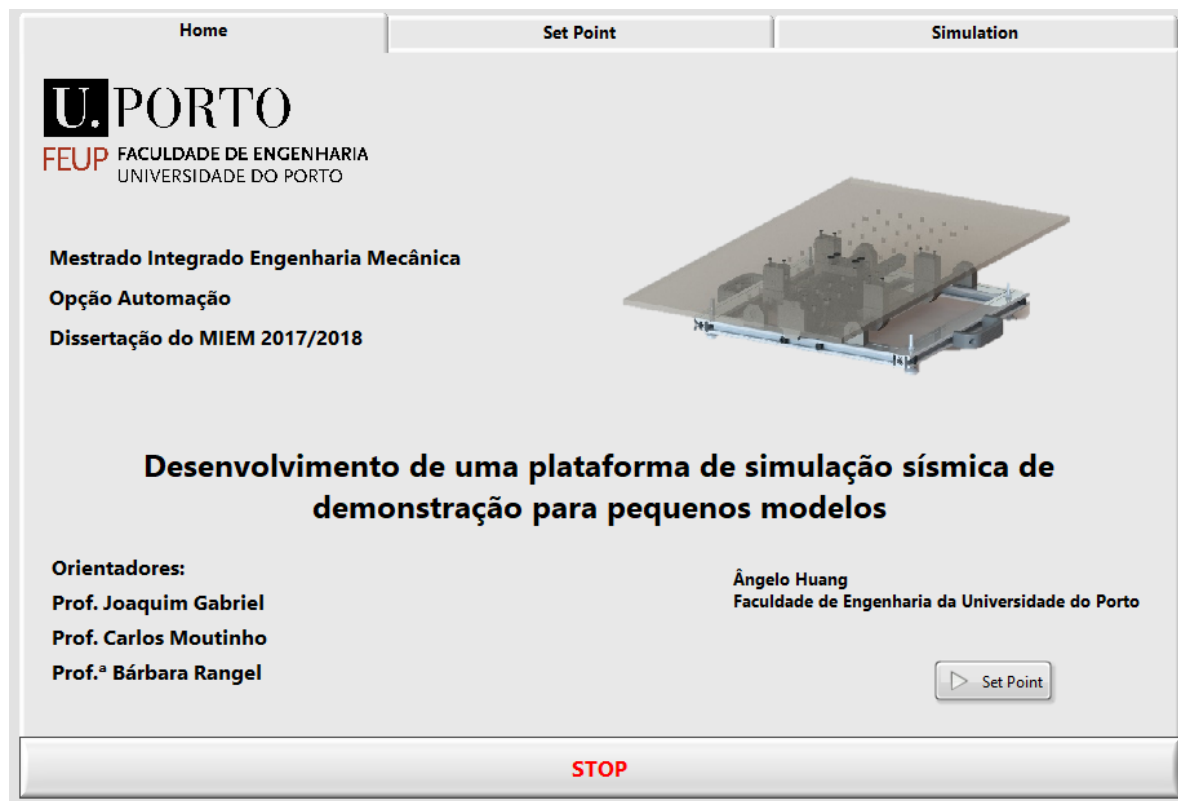 Home
Set Point
Simulation
U. PORTO
FEUP FACULDADE DE ENGENHARIA
UNIVERSIDADE DO PORTO
Mestrado Integrado Engenharia Mecânica
Opção Automação
Dissertação do MIEM 2017/2018
Desenvolvimento de uma plataforma de simulação sísmica de
demonstração para pequenos modelos
Orientadores:
Prof. Joaquim Gabriel
Prof. Carlos Moutinho
Prof.ª Bárbara Rangel
Ângelo Huang
Faculdade de Engenharia da Universidade do Porto
Set Point
STOP